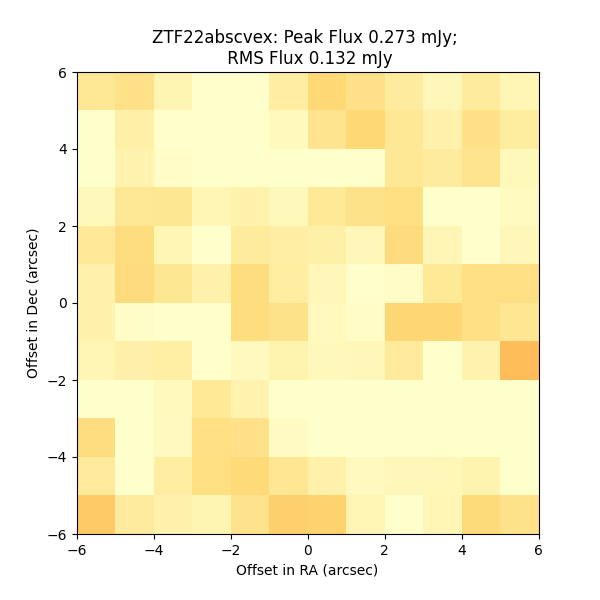 ZTF22abscvex: Peak Flux 0.273 mJy;
RMS Flux 0.132 mJy
6
4
2
0
−2
−4
−6
Offset in Dec (arcsec)
−6 −4 −2 0 2 4 6
Offset in RA (arcsec)